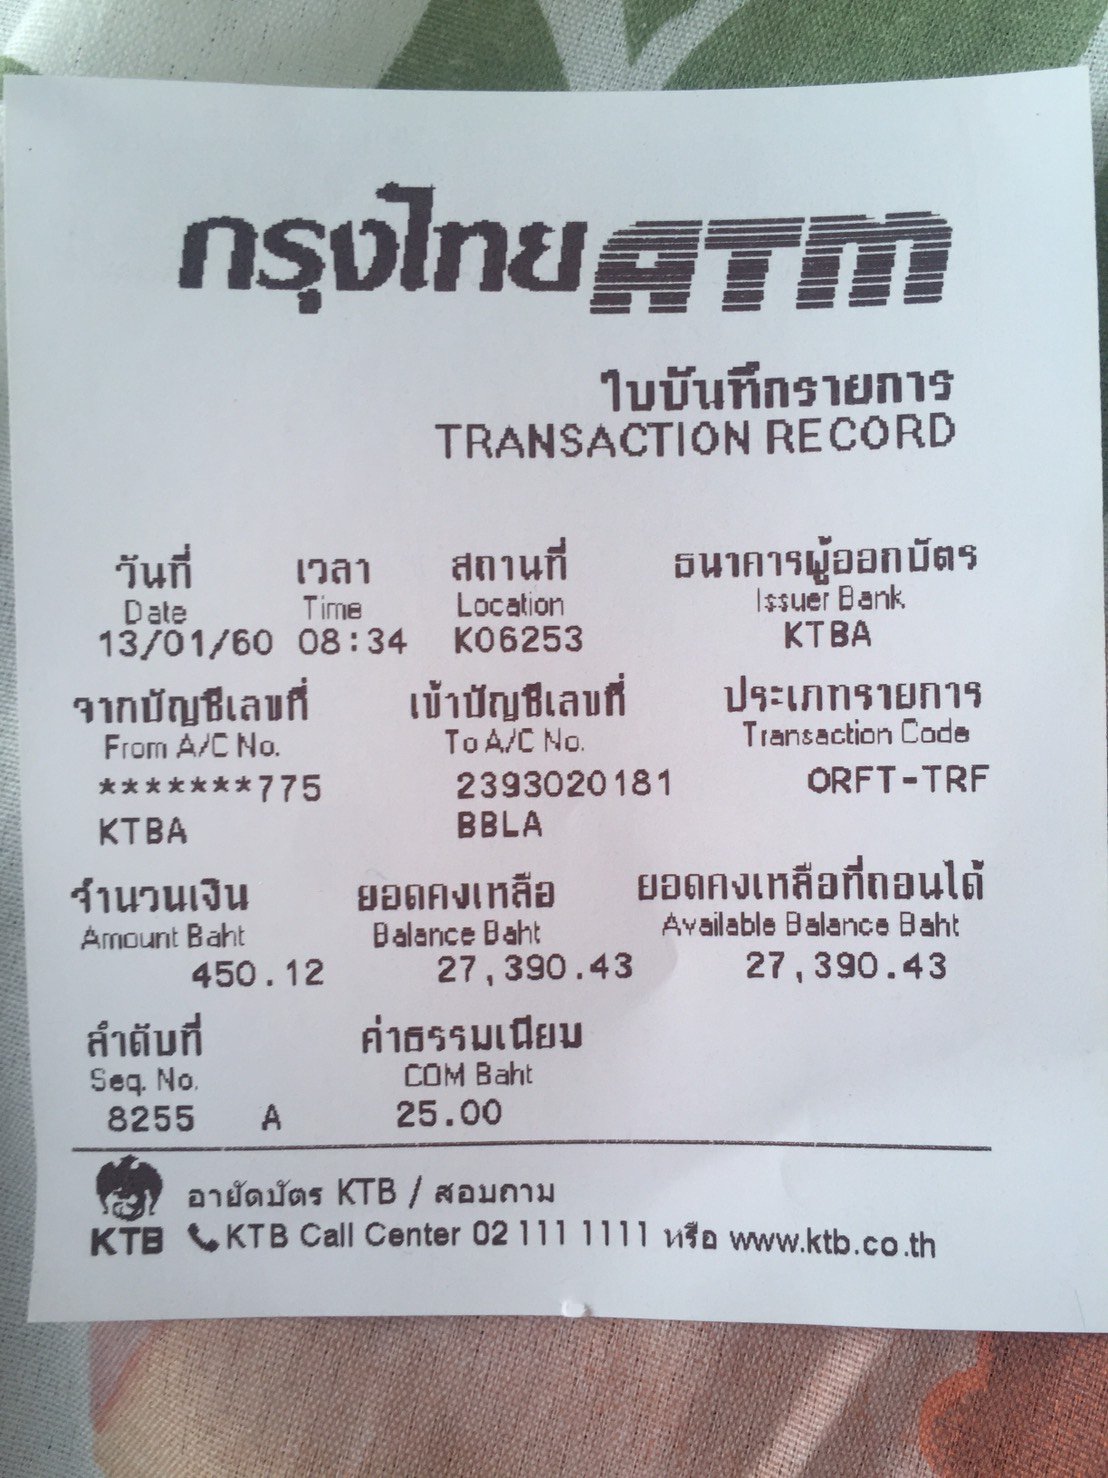 กรุงไทย ATM
ใบบันทึกรายการ
TRANSACTION RECORD
วันที่ เวลา สถานที่ ธนาคารผู้ออกบัตร
Date Time Location Issuer Bank
13/01/60 08:34 K06253 KTBA
จากบัญชีเลขที่ เข้าบัญชีเลขที่ ประเภทรายการ
From A/C No. To A/C No. Transaction Code
*******775 2393020181 ORFT-TRF
KTBA BBLA
จำนวนเงิน ยอดคงเหลือ ยอดคงเหลือที่ถอนได้
Amount Baht Balance Baht Available Balance Baht
450.12 27,390.43 27,390.43
ลำดับที่ ค่าธรรมเนียม
Seq. No. COM Baht
8255 A 25.00
อายัดบัตร KTB / สอบถาม
KTB KTB Call Center 02 111 1111 หรือ www.ktb.co.th